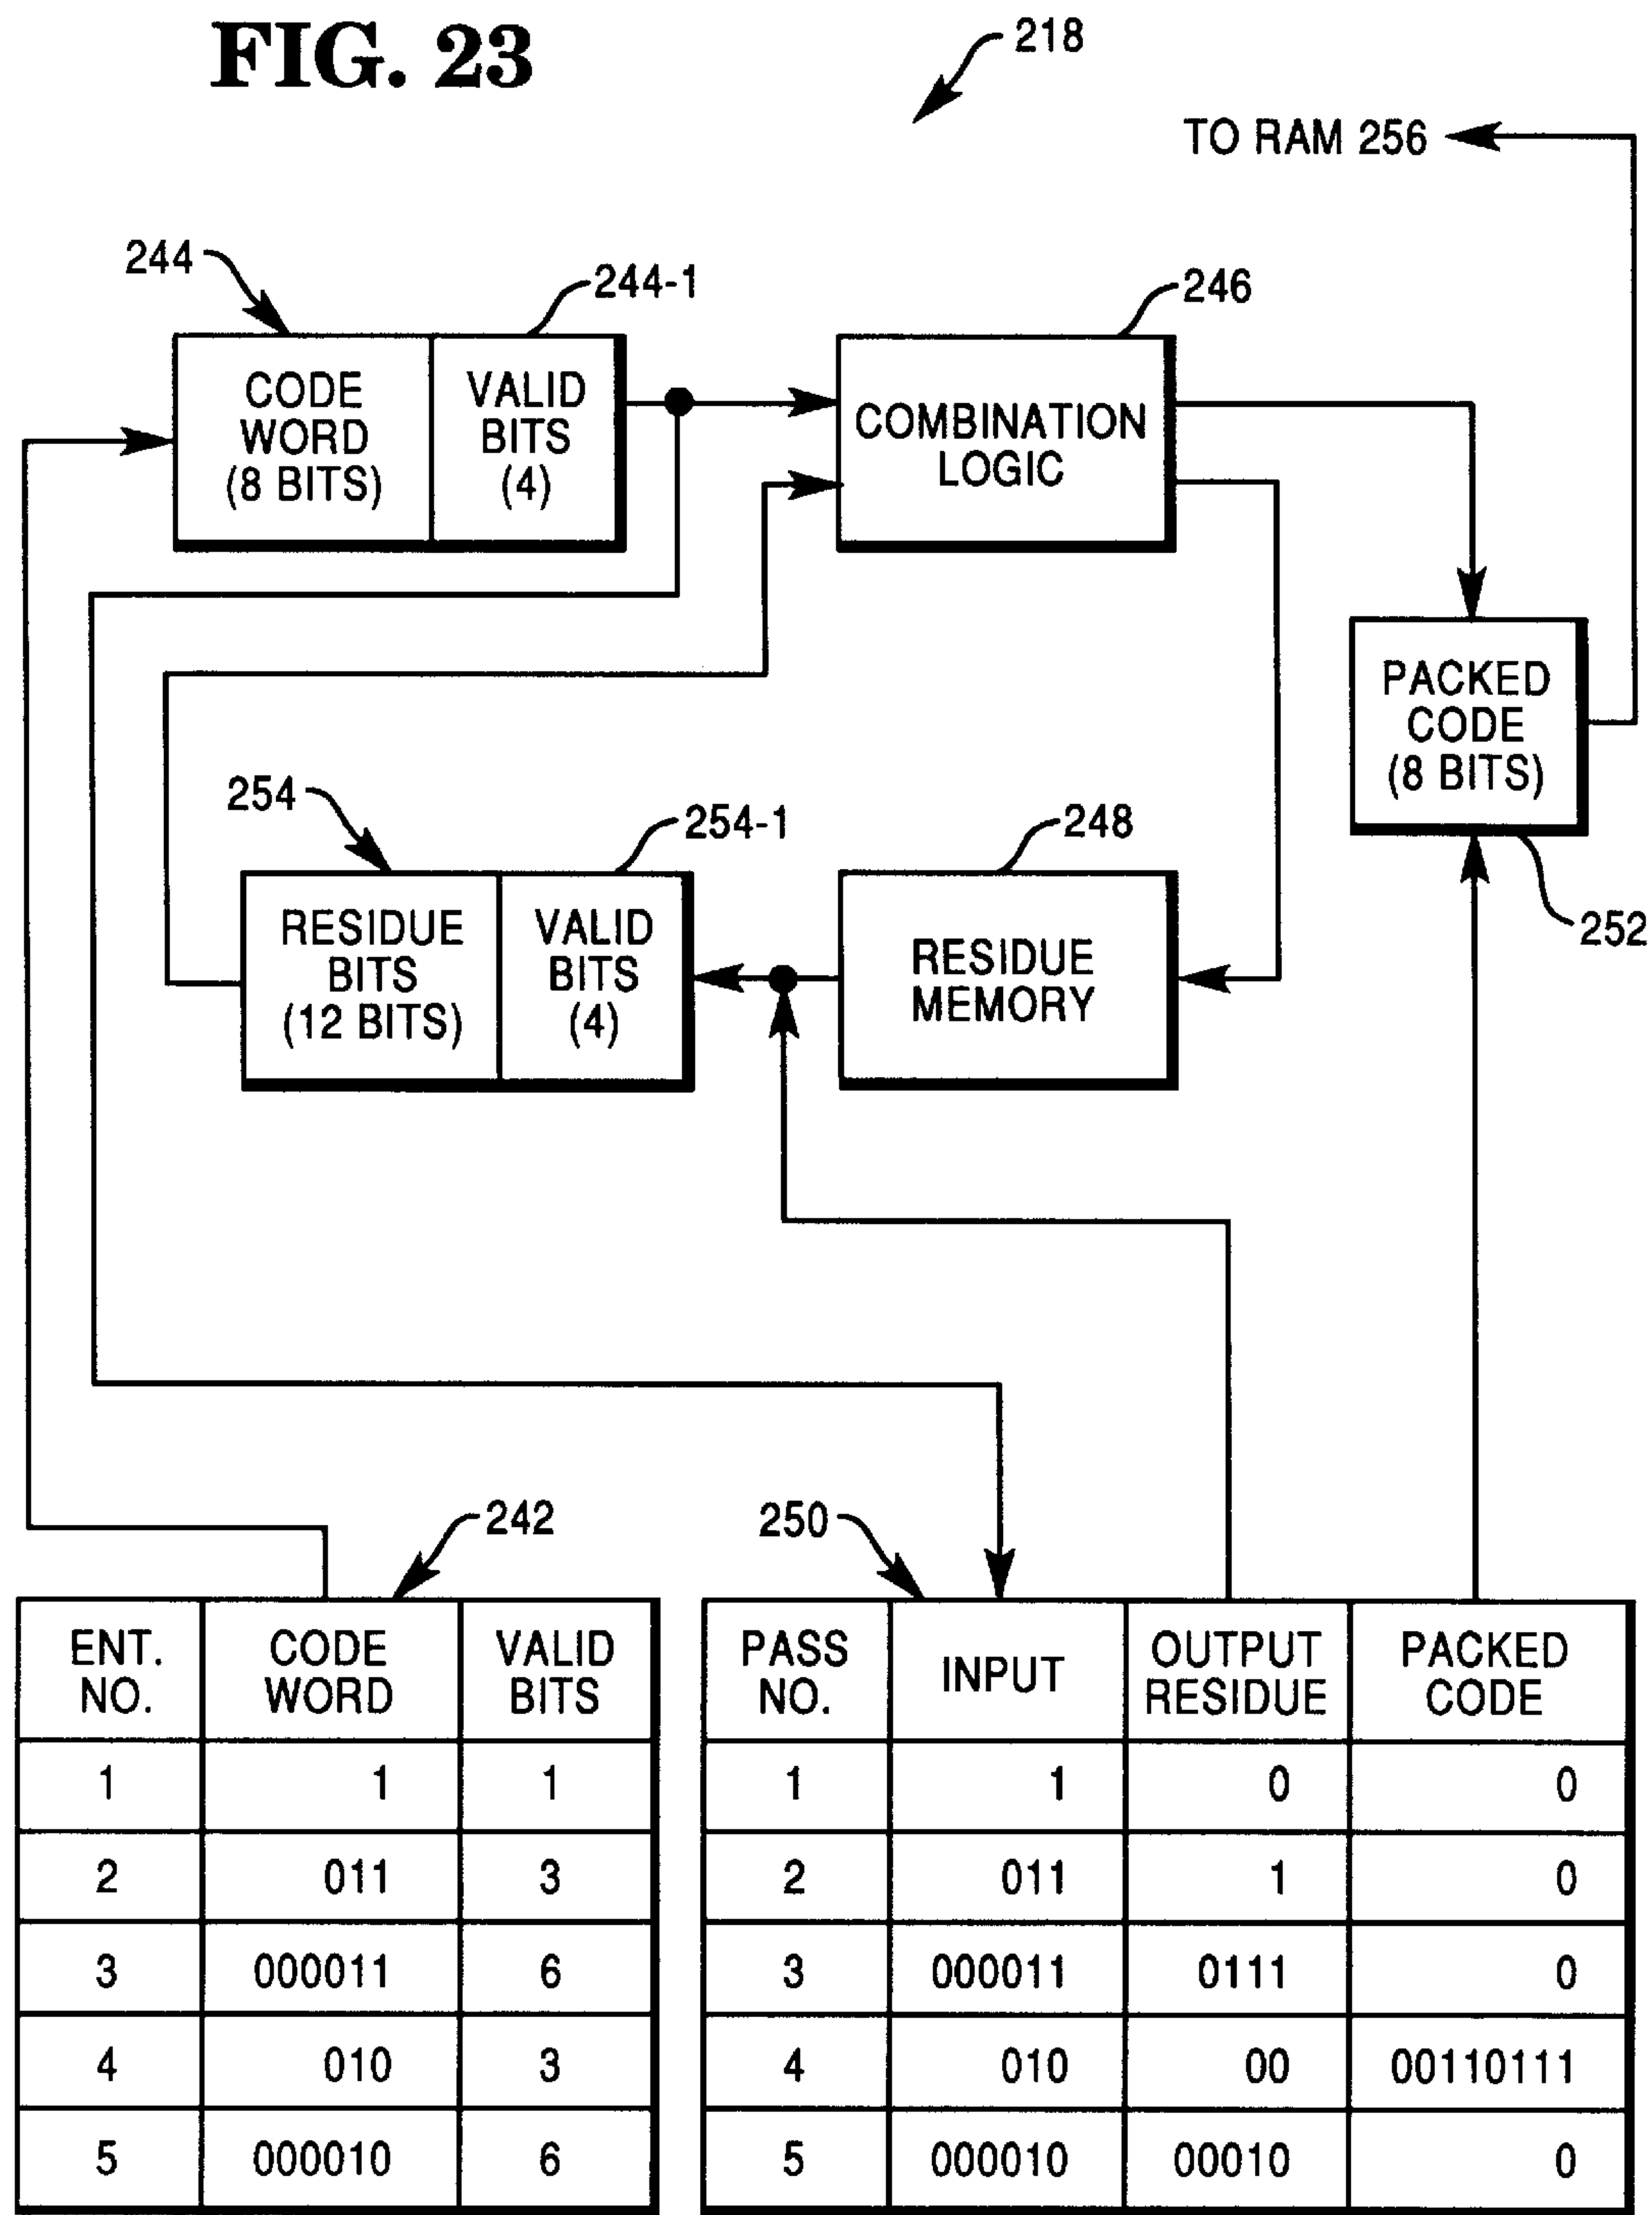 FIG. 23
218
TO RAM 256
244
244-1
246
CODE
WORD
(8 BITS)
VALID
BITS
(4)
COMBINATION
LOGIC
PACKED
CODE
(8 BITS)
252
254
254-1
248
RESIDUE
BITS
(12 BITS)
VALID
BITS
(4)
RESIDUE
MEMORY
242
ENT.
NO.
CODE
WORD
VALID
BITS
1 1 1
2 011 3
3 000011 6
4 010 3
5 000010 6
250
PASS
NO.
INPUT
OUTPUT
RESIDUE
PACKED
CODE
1 1 0 0
2 011 1 0
3 000011 0111 0
4 010 00 00110111
5 000010 00010 0